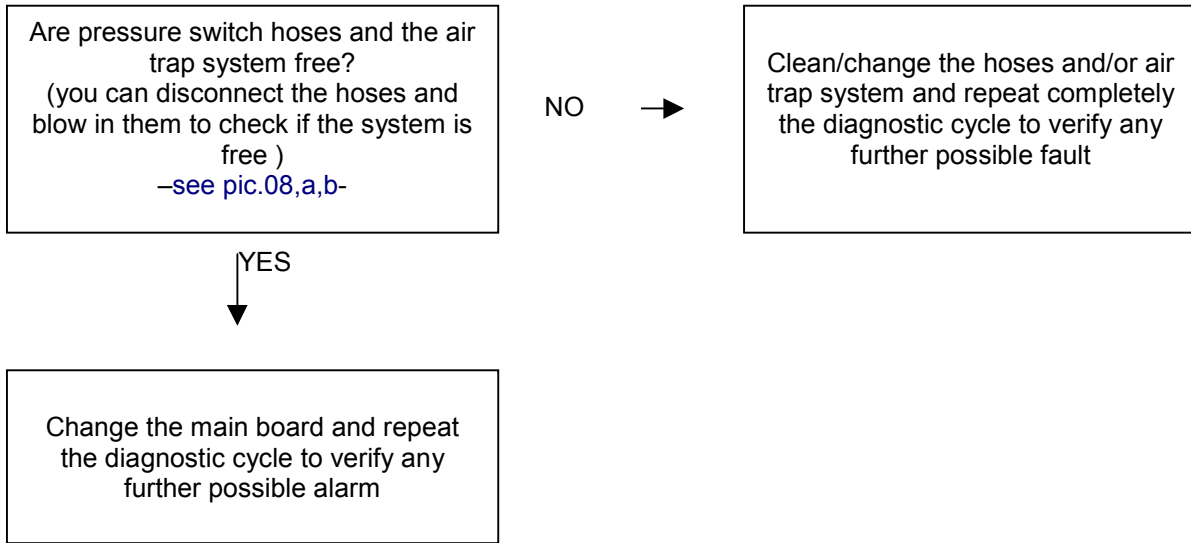 Are pressure switch hoses and the air
trap system free?
(you can disconnect the hoses and
blow in them to check if the system is
free )
–see pic.08,a,b-
NO
Clean/change the hoses and/or air
trap system and repeat completely
the diagnostic cycle to verify any
further possible fault
YES
Change the main board and repeat
the diagnostic cycle to verify any
further possible alarm